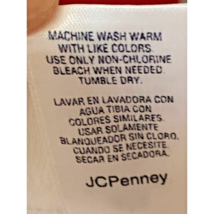 MACHINE WASH WARM
WITH LIKE COLORS.
USE ONLY NON-CHLORINE
BLEACH WHEN NEEDED.
TUMBLE DRY.
LAVAR EN LAVADORA CON
AGUA TIBIA CON
COLORES SIMILARES.
USAR SOLAMENTE
BLANQUEADOR SIN CLORO.
CUANDO SE NECESITE.
SECAR EN SECADORA.
JCPenney